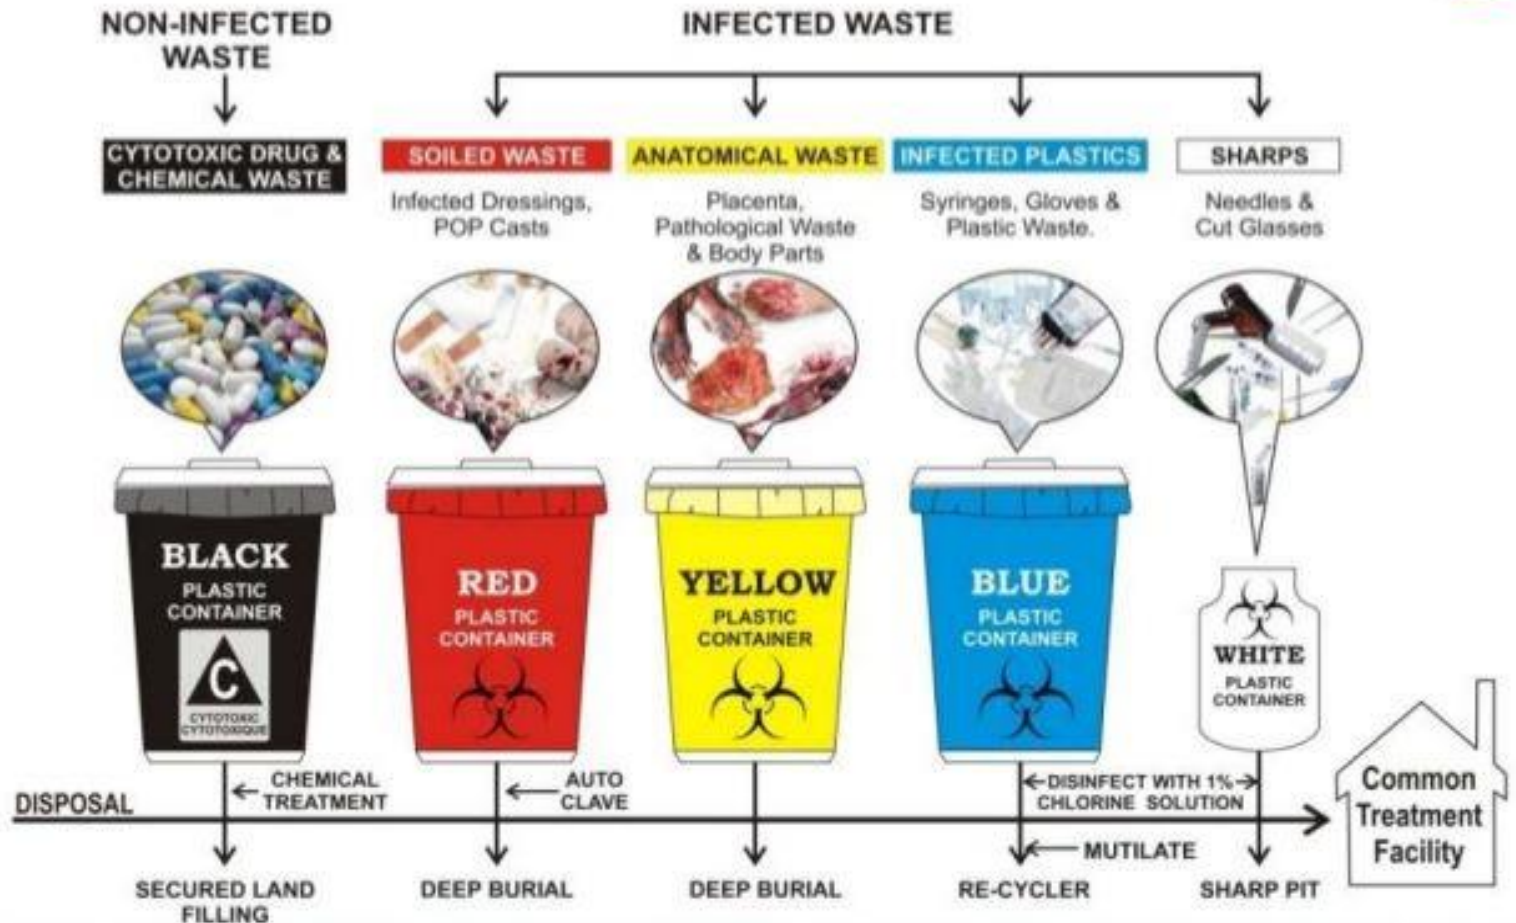 NON-INFECTED
WASTE
INFECTED WASTE
CYTOTOXIC DRUG &
CHEMICAL WASTE
SOILED WASTE
Infected Dressings,
POP Casts
ANATOMICAL WASTE
Placenta,
Pathological Waste
& Body Parts
INFECTED PLASTICS
Syringes, Gloves &
Plastic Waste.
SHARPS
Needles &
Cut Glasses
BLACK
PLASTIC
CONTAINER
C
CYTOTOXIC
CYTOTOXIQUE
RED
PLASTIC
CONTAINER
YELLOW
PLASTIC
CONTAINER
BLUE
PLASTIC
CONTAINER
WHITE
PLASTIC
CONTAINER
DISPOSAL
CHEMICAL
TREATMENT
AUTO
CLAVE
DISINFECT WITH 1%
CHLORINE SOLUTION
MUTILATE
Common
Treatment
Facility
SECURED LAND
FILLING
DEEP BURIAL
DEEP BURIAL
RE-CYCLER
SHARP PIT